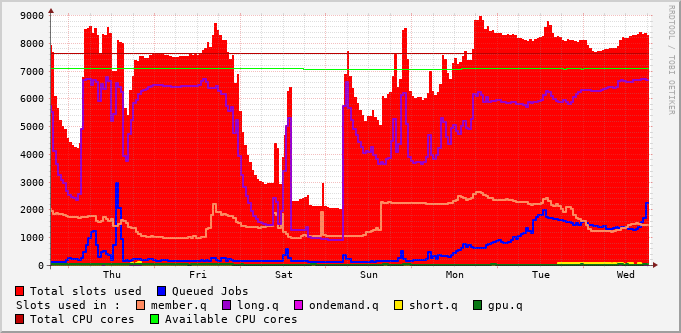 9000
8000
7000
6000
5000
4000
3000
2000
1000
0
Thu Fri Sat Sun Mon Tue Wed
RRDTOOL / TOBI OETIKER
Total slots used Queued Jobs
Slots used in : member.q long.q ondemand.q short.q gpu.q
Total CPU cores Available CPU cores